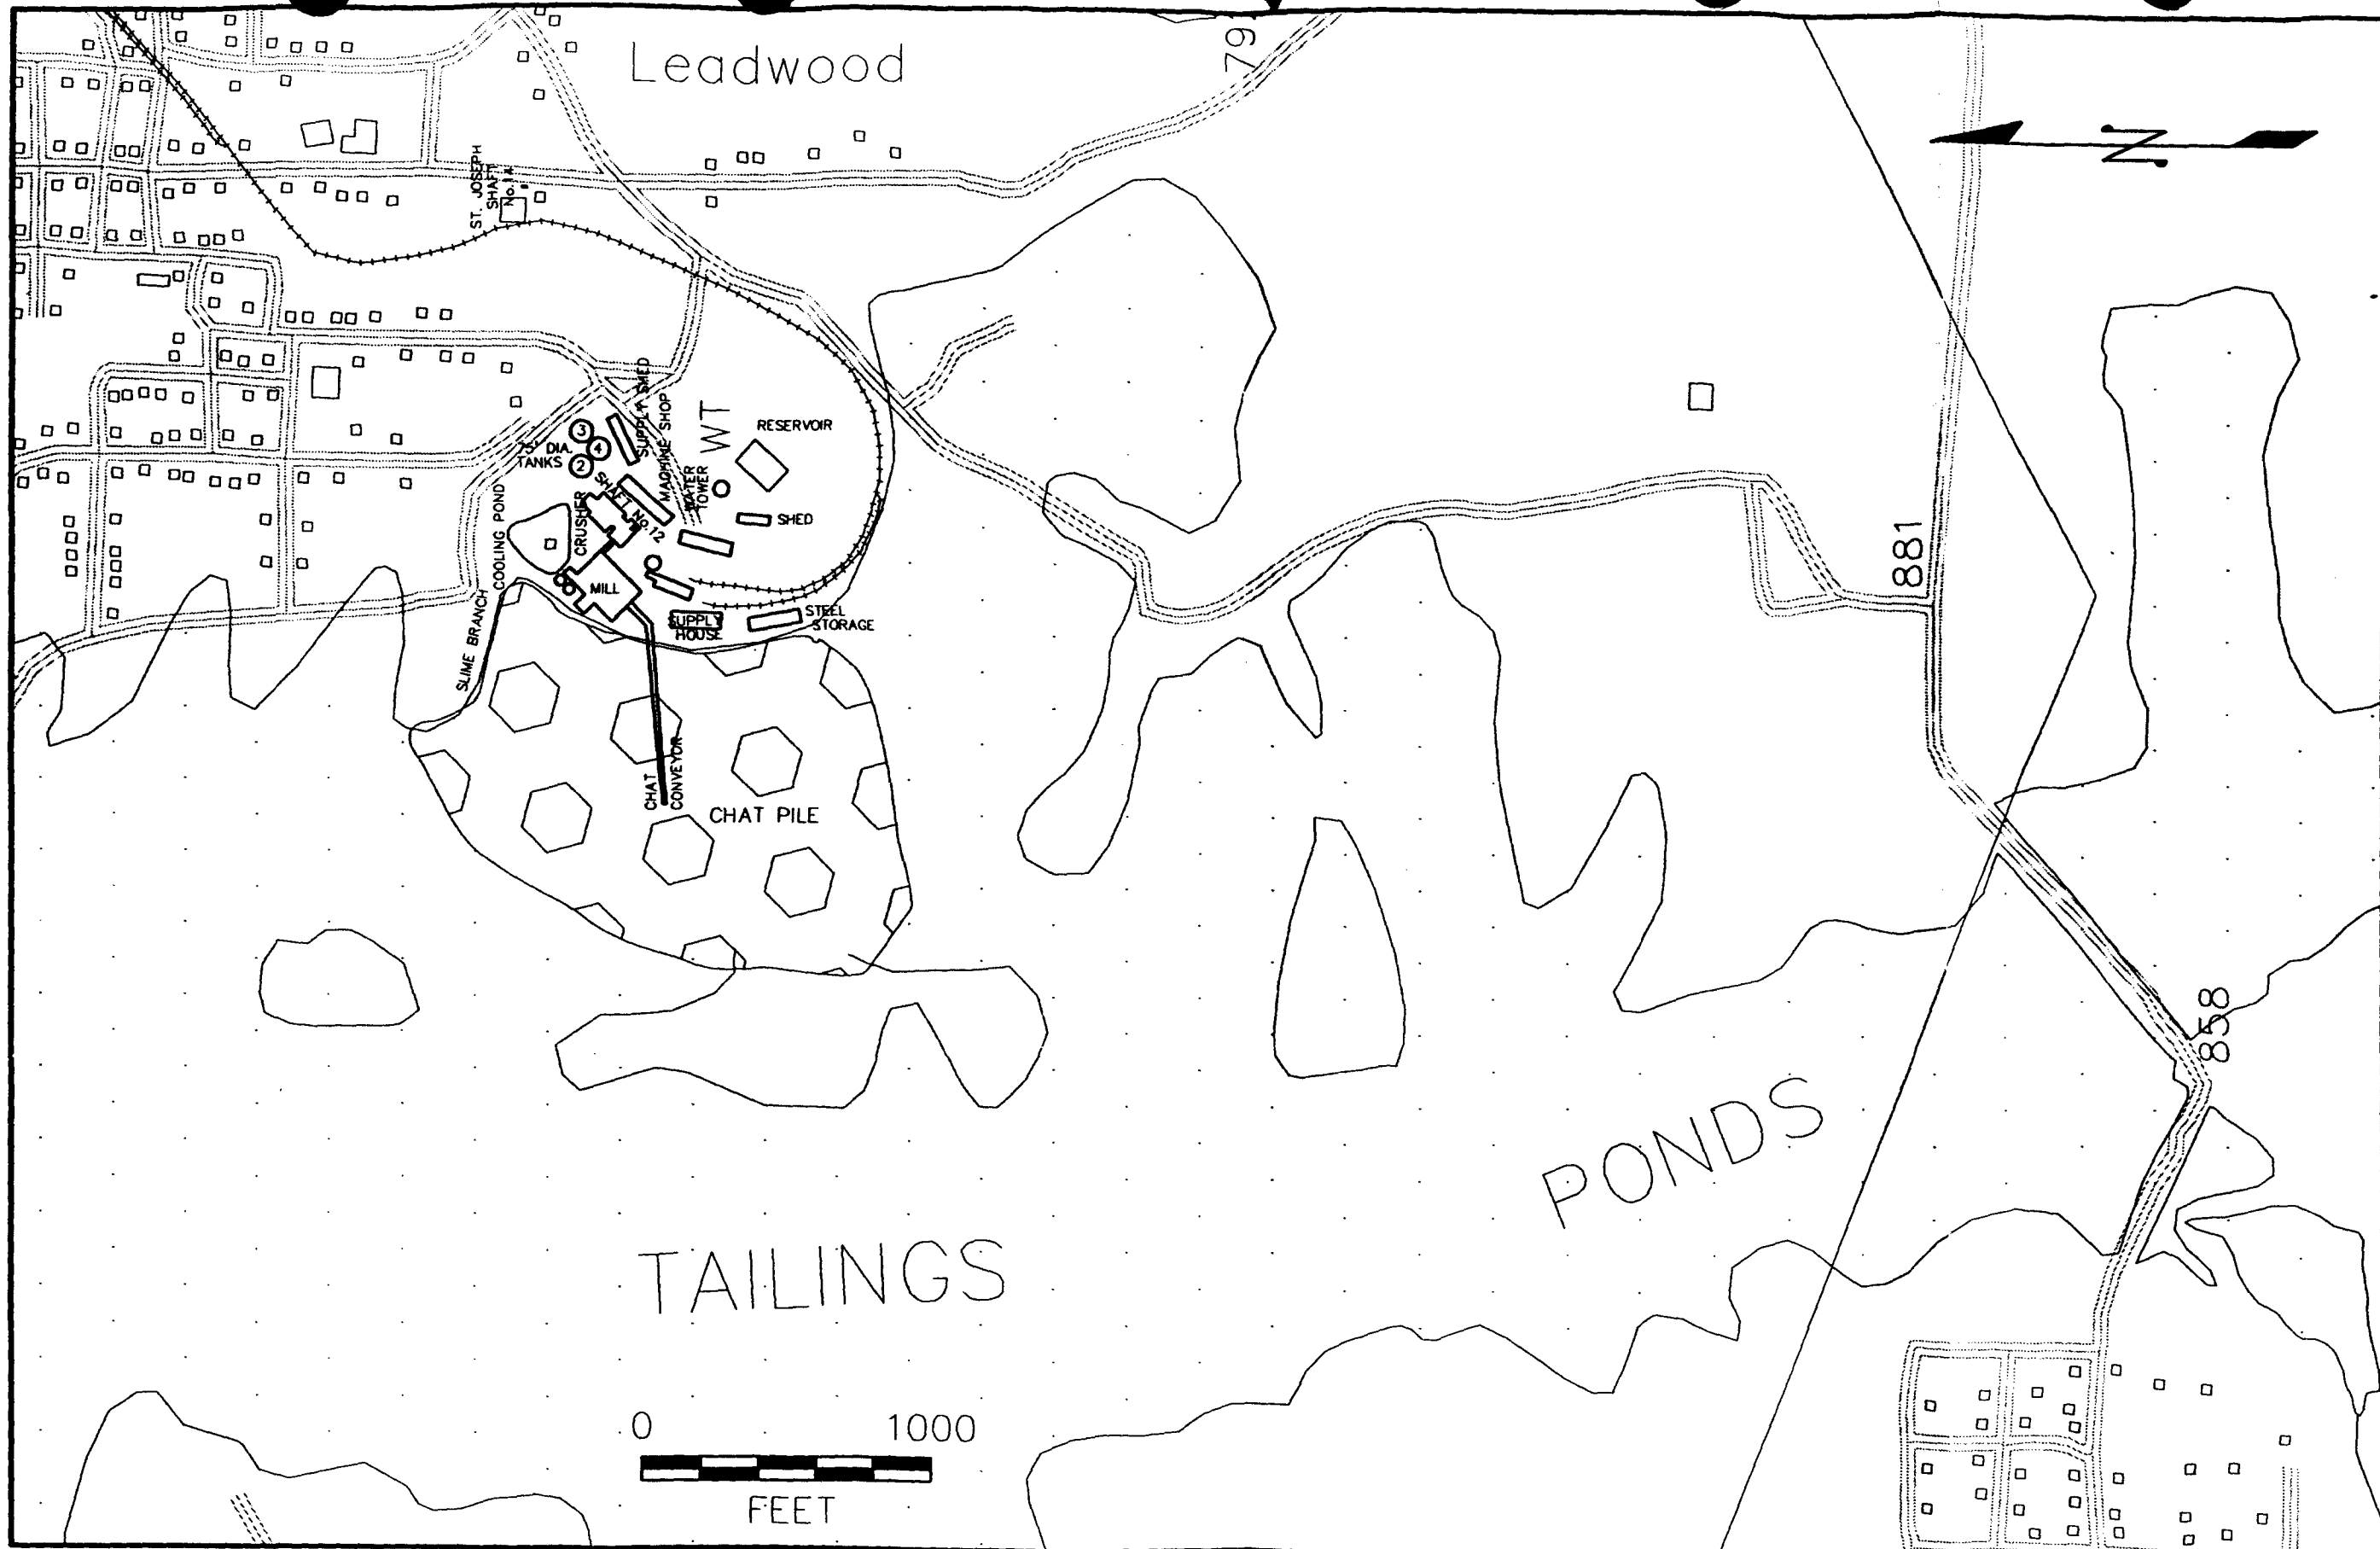 Leadwood
79
N
ST. JOSEPH
SHAFT
No. 14
SUPPLY SHED
MACHINE SHOP
WT
RESERVOIR
3
4
2
75' DIA.
TANKS
WATER
TOWER
SHAFT No. 12
CRUSHER
COOLING POND
SHED
881
MILL
SLIME BRANCH
SUPPLY
HOUSE
STEEL
STORAGE
CHAT
CONVEYOR
CHAT PILE
858
PONDS
TAILINGS
0 1000
FEET